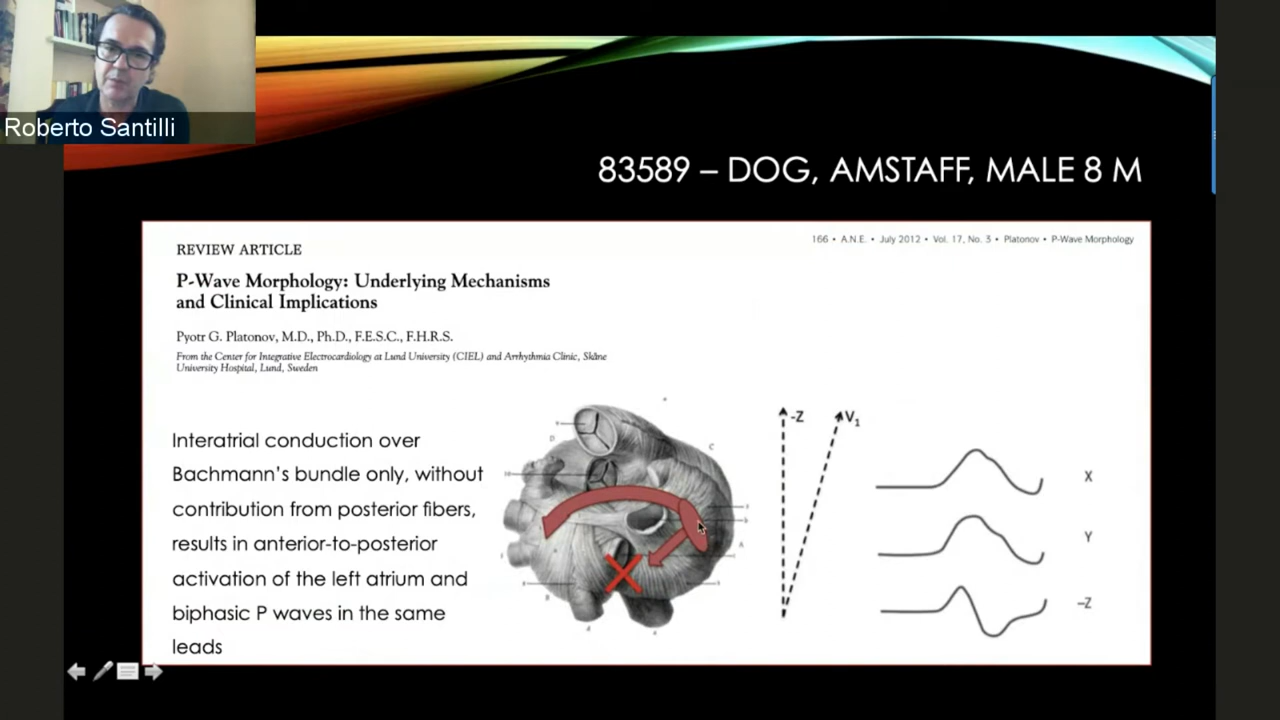 Roberto Santilli
83589 – DOG, AMSTAFF, MALE 8 M
166 • A.N.E. • July 2012 • Vol. 17, No. 3 • Platonov • P-Wave Morphology
REVIEW ARTICLE
P-Wave Morphology: Underlying Mechanisms
and Clinical Implications
Pyotr G. Platonov, M.D., Ph.D., F.E.S.C., F.H.R.S.
From the Center for Integrative Electrocardiology at Lund University (CIEL) and Arrhythmia Clinic, Skåne
University Hospital, Lund, Sweden
Interatrial conduction over
Bachmann's bundle only, without
contribution from posterior fibers,
results in anterior-to-posterior
activation of the left atrium and
biphasic P waves in the same
leads
-Z
V1
X
Y
-Z